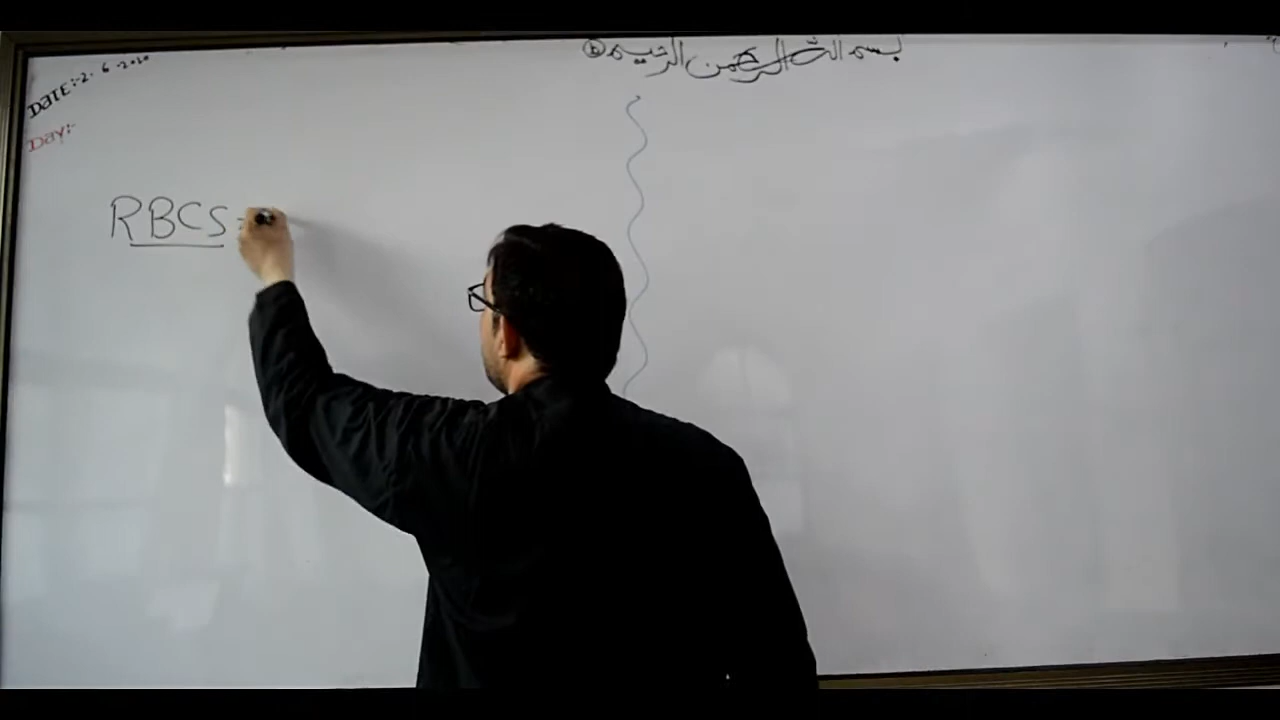 بسم الله الرحمن الرحيم
DATE:-2.6.2020
DAY:-
RBCS